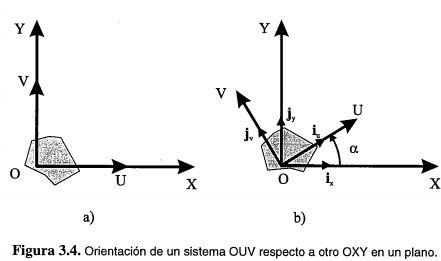 Y
V
O
U
X
a)
Y
V
U
j_y
j_v
i_u
α
O
i_x
X
b)
Figura 3.4. Orientación de un sistema OUV respecto a otro OXY en un plano.